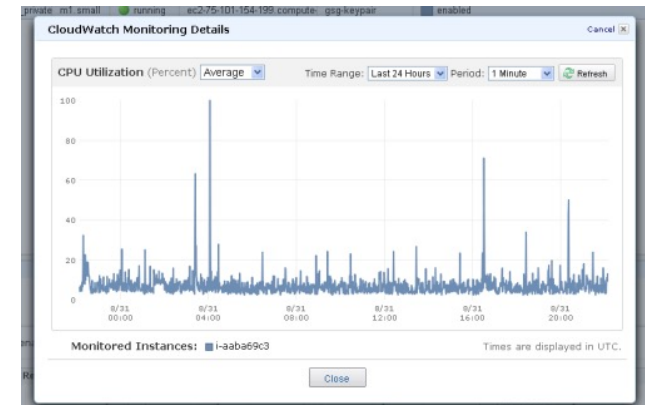 private m1.small running ec2-75-101-154-199.compute- gsg-keypair enabled
CloudWatch Monitoring Details Cancel
CPU Utilization (Percent) Average Time Range: Last 24 Hours Period: 1 Minute Refresh
100
80
60
40
20
0
8/31 8/31 8/31 8/31 8/31 8/31
00:00 04:00 08:00 12:00 16:00 20:00
Monitored Instances: i-aaba69c3 Times are displayed in UTC.
Close